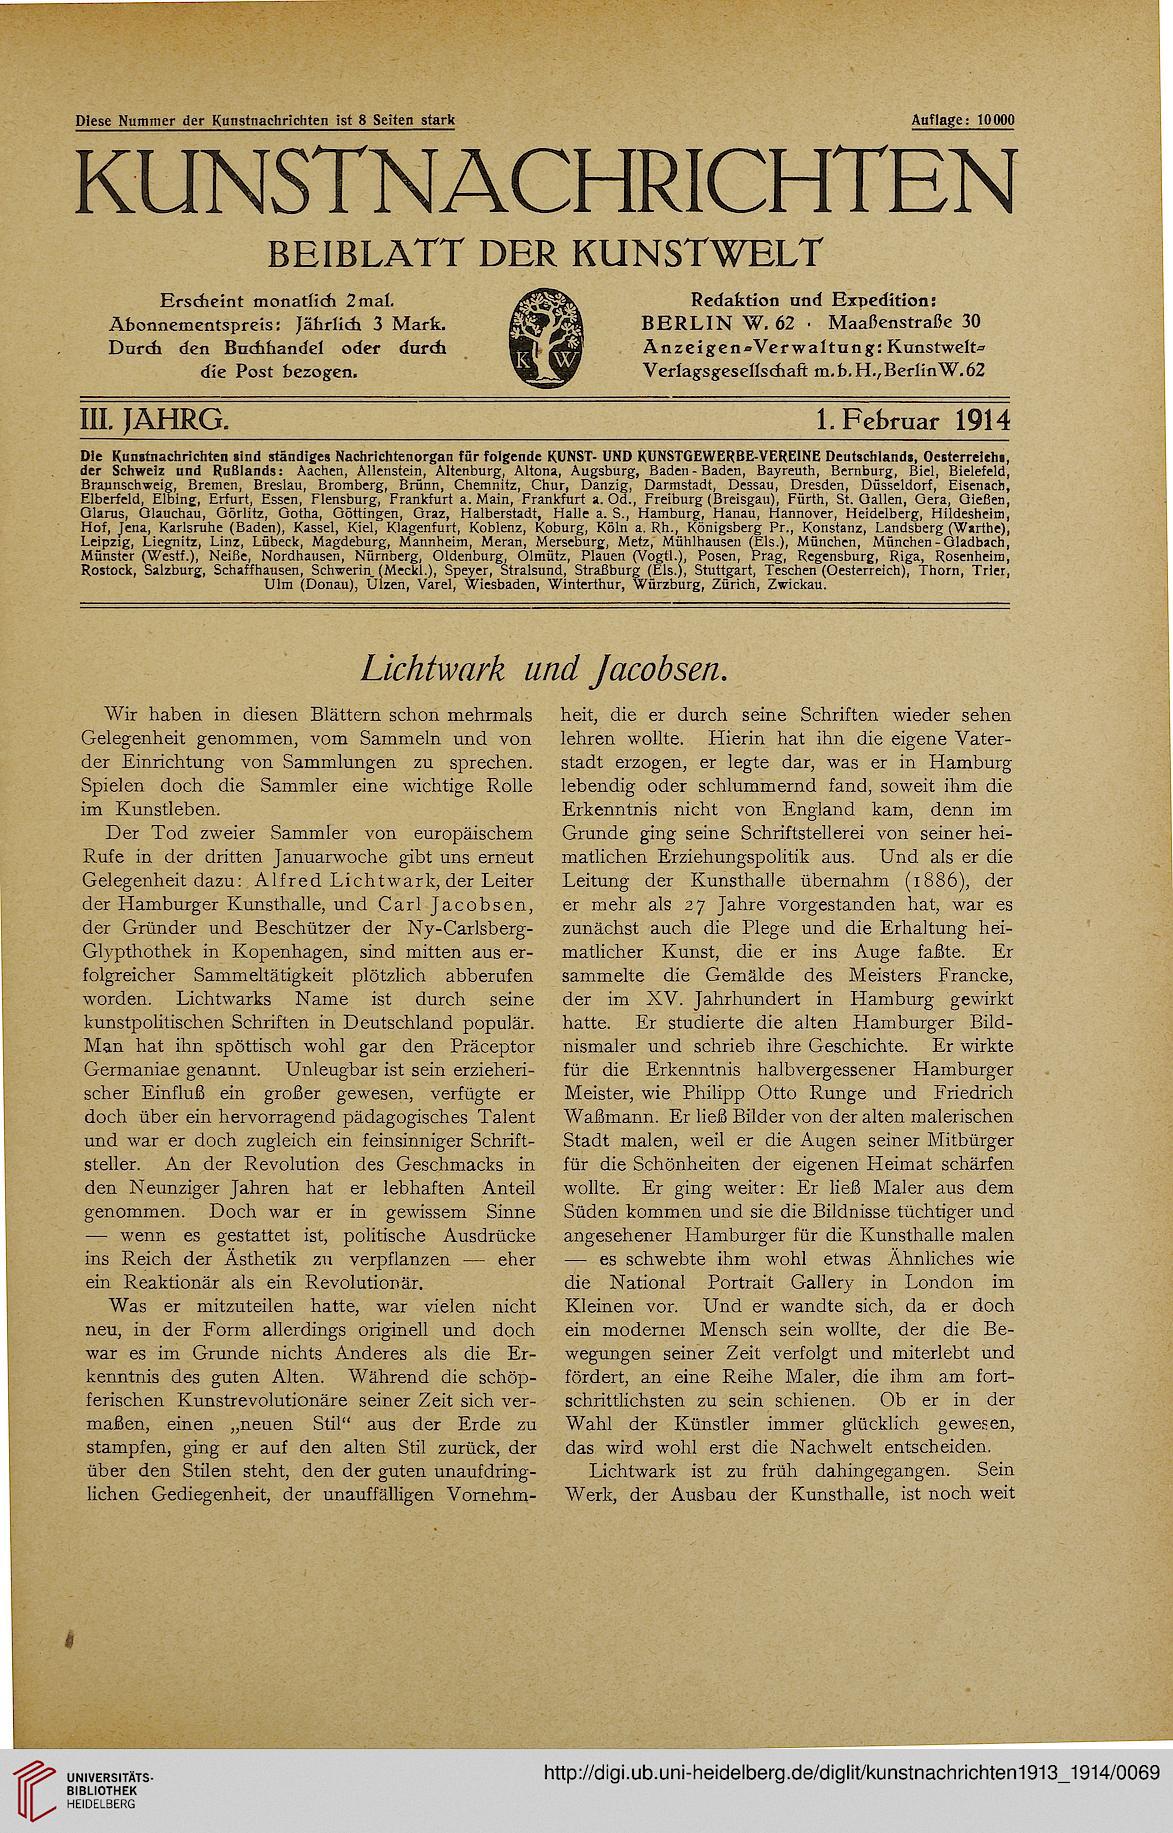 Diese Nummer der Kunstnachrichten ist 8 Seiten stark
Auflage: 10000
KUNSTNACHRICHTEN
BEIBLATT DER KUNSTWELT
Erscheint monatlich 2mal.
Abonnementspreis: Jährlich 3 Mark.
Durch den Buchhandel oder durch
die Post bezogen.
K W
Redaktion und Expedition:
BERLIN W. 62 · Maaßenstraße 30
Anzeigen-Verwaltung: Kunstwelt-
Verlagsgesellschaft m. b. H., Berlin W. 62
III. JAHRG.
1. Februar 1914
Die Kunstnachrichten sind ständiges Nachrichtenorgan für folgende KUNST- UND KUNSTGEWERBE-VEREINE Deutschlands, Oesterreichs,
der Schweiz und Rußlands: Aachen, Allenstein, Altenburg, Altona, Augsburg, Baden-Baden, Bayreuth, Bernburg, Biel, Bielefeld,
Braunschweig, Bremen, Breslau, Bromberg, Brünn, Chemnitz, Chur, Danzig, Darmstadt, Dessau, Dresden, Düsseldorf, Eisenach,
Elberfeld, Elbing, Erfurt, Essen, Flensburg, Frankfurt a. Main, Frankfurt a. Od., Freiburg (Breisgau), Fürth, St. Gallen, Gera, Gießen,
Glarus, Glauchau, Görlitz, Gotha, Göttingen, Graz, Halberstadt, Halle a. S., Hamburg, Hanau, Hannover, Heidelberg, Hildesheim,
Hof, Jena, Karlsruhe (Baden), Kassel, Kiel, Klagenfurt, Koblenz, Koburg, Köln a. Rh., Königsberg Pr., Konstanz, Landsberg (Warthe),
Leipzig, Liegnitz, Linz, Lübeck, Magdeburg, Mannheim, Meran, Merseburg, Metz, Mühlhausen (Els.), München, München-Gladbach,
Münster (Westf.), Neiße, Nordhausen, Nürnberg, Oldenburg, Olmütz, Plauen (Vogtl.), Posen, Prag, Regensburg, Riga, Rosenheim,
Rostock, Salzburg, Schaffhausen, Schwerin (Meckl.), Speyer, Stralsund, Straßburg (Els.), Stuttgart, Teschen (Oesterreich), Thorn, Trier,
Ulm (Donau), Ülzen, Varel, Wiesbaden, Winterthur, Würzburg, Zürich, Zwickau.
Lichtwark und Jacobsen.
Wir haben in diesen Blättern schon mehrmals
Gelegenheit genommen, vom Sammeln und von
der Einrichtung von Sammlungen zu sprechen.
Spielen doch die Sammler eine wichtige Rolle
im Kunstleben.
Der Tod zweier Sammler von europäischem
Rufe in der dritten Januarwoche gibt uns erneut
Gelegenheit dazu: Alfred Lichtwark, der Leiter
der Hamburger Kunsthalle, und Carl Jacobsen,
der Gründer und Beschützer der Ny-Carlsberg-
Glypthothek in Kopenhagen, sind mitten aus er-
folgreicher Sammeltätigkeit plötzlich abberufen
worden. Lichtwarks Name ist durch seine
kunstpolitischen Schriften in Deutschland populär.
Man hat ihn spöttisch wohl gar den Präceptor
Germaniae genannt. Unleugbar ist sein erzieheri-
scher Einfluß ein großer gewesen, verfügte er
doch über ein hervorragend pädagogisches Talent
und war er doch zugleich ein feinsinniger Schrift-
steller. An der Revolution des Geschmacks in
den Neunziger Jahren hat er lebhaften Anteil
genommen. Doch war er in gewissem Sinne
— wenn es gestattet ist, politische Ausdrücke
ins Reich der Ästhetik zu verpflanzen — eher
ein Reaktionär als ein Revolutionär.
Was er mitzuteilen hatte, war vielen nicht
neu, in der Form allerdings originell und doch
war es im Grunde nichts Anderes als die Er-
kenntnis des guten Alten. Während die schöp-
ferischen Kunstrevolutionäre seiner Zeit sich ver-
maßen, einen „neuen Stil“ aus der Erde zu
stampfen, ging er auf den alten Stil zurück, der
über den Stilen steht, den der guten unaufdring-
lichen Gediegenheit, der unauffälligen Vornehm-
heit, die er durch seine Schriften wieder sehen
lehren wollte. Hierin hat ihn die eigene Vater-
stadt erzogen, er legte dar, was er in Hamburg
lebendig oder schlummernd fand, soweit ihm die
Erkenntnis nicht von England kam, denn im
Grunde ging seine Schriftstellerei von seiner hei-
matlichen Erziehungspolitik aus. Und als er die
Leitung der Kunsthalle übernahm (1886), der
er mehr als 27 Jahre vorgestanden hat, war es
zunächst auch die Plege und die Erhaltung hei-
matlicher Kunst, die er ins Auge faßte. Er
sammelte die Gemälde des Meisters Francke,
der im XV. Jahrhundert in Hamburg gewirkt
hatte. Er studierte die alten Hamburger Bild-
nismaler und schrieb ihre Geschichte. Er wirkte
für die Erkenntnis halbvergessener Hamburger
Meister, wie Philipp Otto Runge und Friedrich
Waßmann. Er ließ Bilder von der alten malerischen
Stadt malen, weil er die Augen seiner Mitbürger
für die Schönheiten der eigenen Heimat schärfen
wollte. Er ging weiter: Er ließ Maler aus dem
Süden kommen und sie die Bildnisse tüchtiger und
angesehener Hamburger für die Kunsthalle malen
— es schwebte ihm wohl etwas Ähnliches wie
die National Portrait Gallery in London im
Kleinen vor. Und er wandte sich, da er doch
ein moderner Mensch sein wollte, der die Be-
wegungen seiner Zeit verfolgt und miterlebt und
fördert, an eine Reihe Maler, die ihm am fort-
schrittlichsten zu sein schienen. Ob er in der
Wahl der Künstler immer glücklich gewesen,
das wird wohl erst die Nachwelt entscheiden.
Lichtwark ist zu früh dahingegangen. Sein
Werk, der Ausbau der Kunsthalle, ist noch weit
UNIVERSITÄTS-
BIBLIOTHEK
HEIDELBERG
http://digi.ub.uni-heidelberg.de/diglit/kunstnachrichten1913_1914/0069